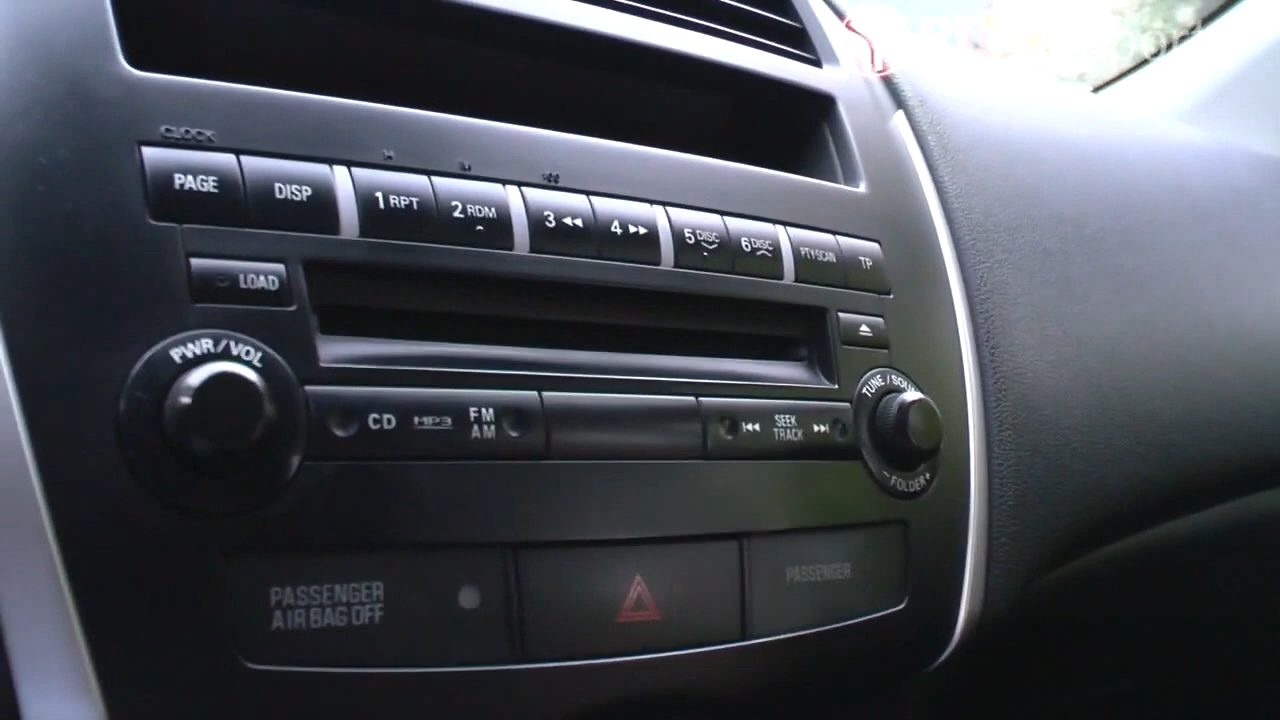 CLOCK
PAGE DISP 1 RPT 2 RDM 3 4 5 DISC 6 DISC PTY-SCAN TP
LOAD
PWR/VOL
TUNE / SOU
CD MP3 FM AM
SEEK TRACK
- FOLDER +
PASSENGER
AIR BAG OFF
PASSENGER